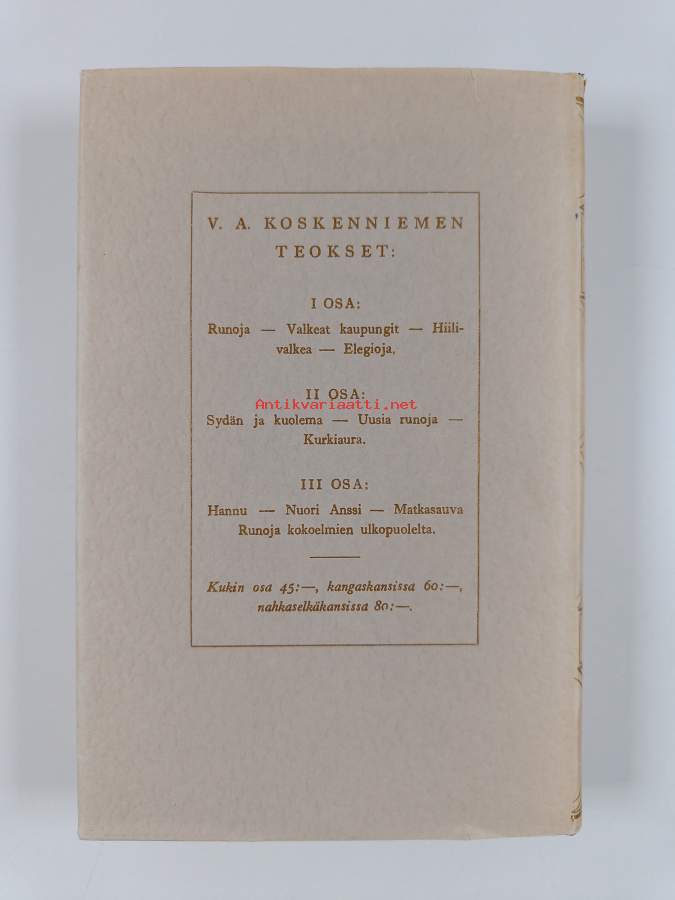 V. A. KOSKENNIEMEN
TEOKSET:
I OSA:
Runoja — Valkeat kaupungit — Hiili-
valkea — Elegioja.
II OSA:
Antikvariaatti.net
Sydän ja kuolema — Uusia runoja —
Kurkiaura.
III OSA:
Hannu — Nuori Anssi — Matkasauva
Runoja kokoelmien ulkopuolelta.
Kukin osa 45:—, kangaskansissa 60:—,
nahkaselkäkansissa 80:—.